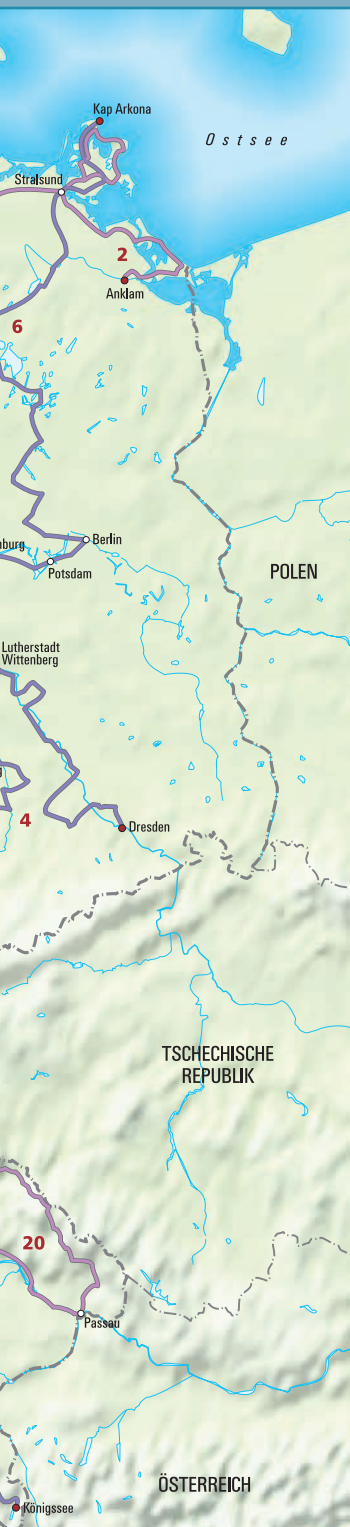 Kap Arkona
Ostsee
Stralsund
2
Anklam
6
Berlin
nburg
Potsdam
POLEN
Lutherstadt
Wittenberg
g
4
Dresden
TSCHECHISCHE
REPUBLIK
20
Passau
ÖSTERREICH
Königssee